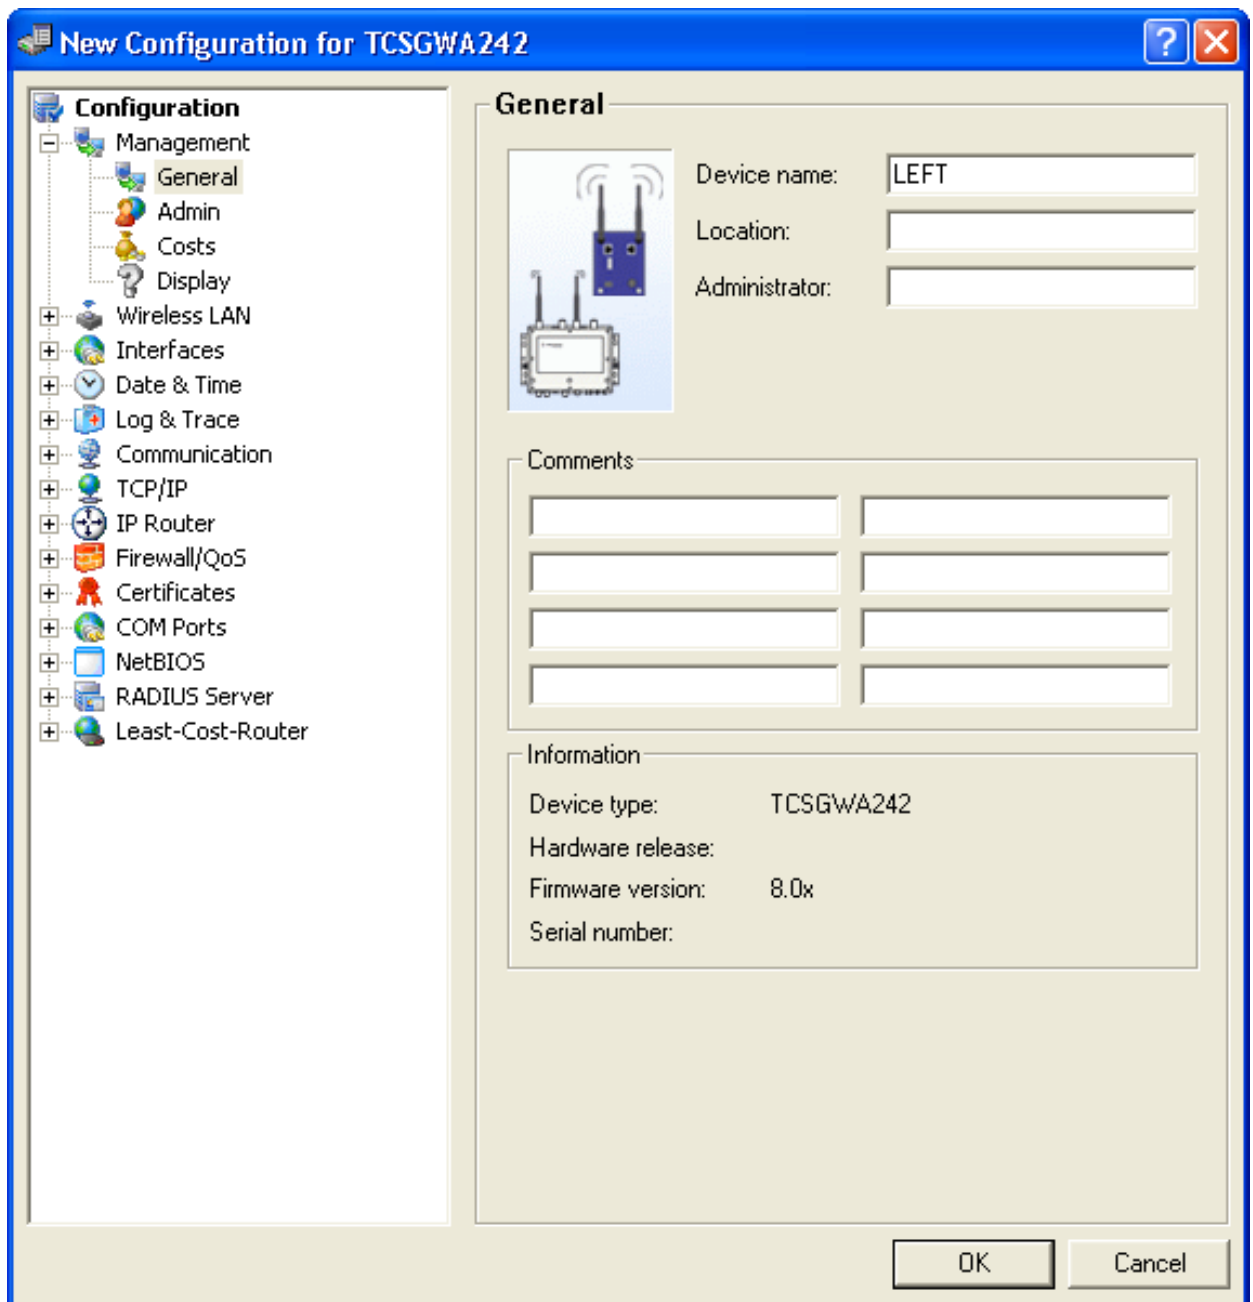 New Configuration for TCSGWA242
Configuration
Management
General
Admin
Costs
Display
Wireless LAN
Interfaces
Date & Time
Log & Trace
Communication
TCP/IP
IP Router
Firewall/QoS
Certificates
COM Ports
NetBIOS
RADIUS Server
Least-Cost-Router
General
Device name: LEFT
Location:
Administrator:
Comments
Information
Device type: TCSGWA242
Hardware release:
Firmware version: 8.0x
Serial number:
OK Cancel